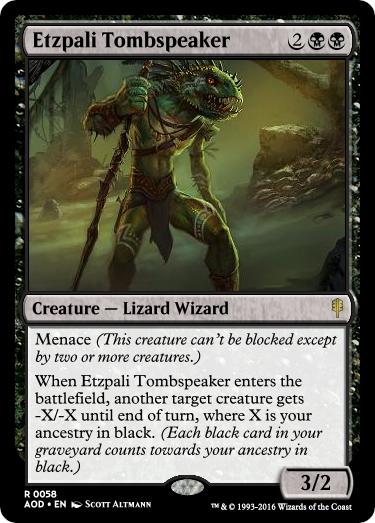 Etzpali Tombspeaker 2
Creature — Lizard Wizard
Menace (This creature can't be blocked except
by two or more creatures.)
When Etzpali Tombspeaker enters the
battlefield, another target creature gets
-X/-X until end of turn, where X is your
ancestry in black. (Each black card in your
graveyard counts towards your ancestry in
black.)
3/2
R 0058
AOD • EN Scott Altmann
™ & © 1993-2016 Wizards of the Coast